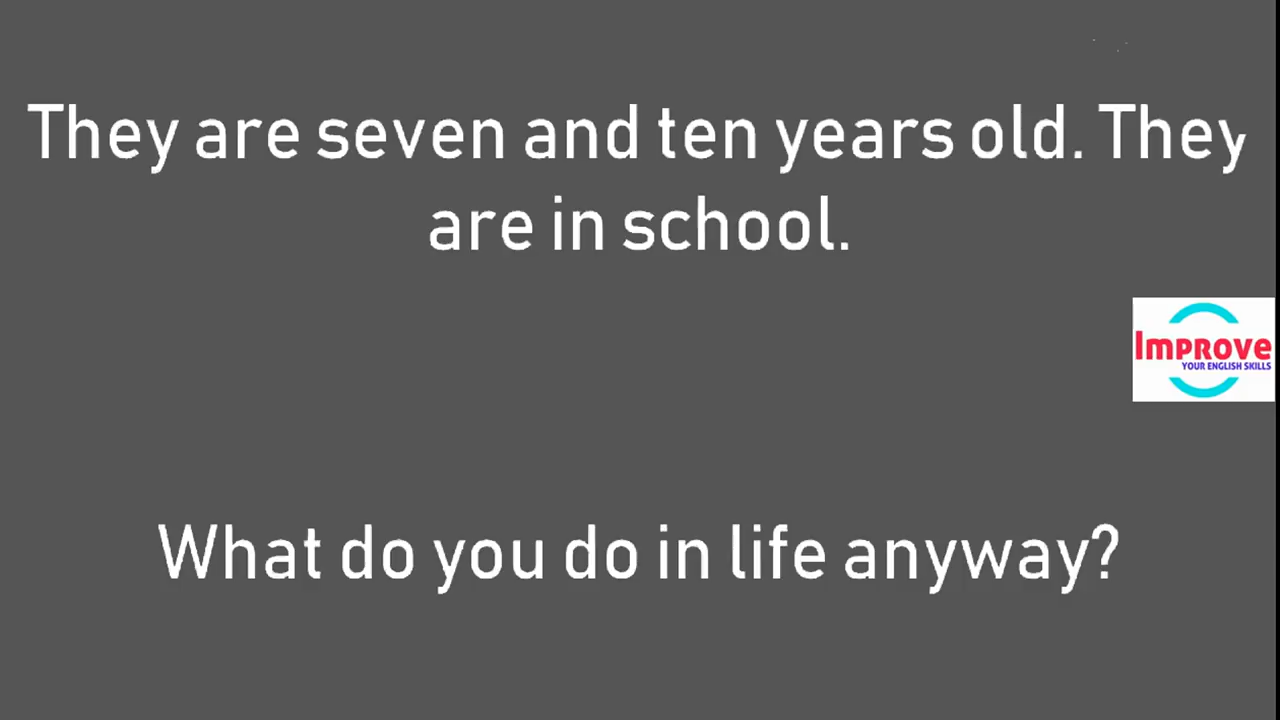 They are seven and ten years old. They
are in school.
Improve
YOUR ENGLISH SKILLS
What do you do in life anyway?